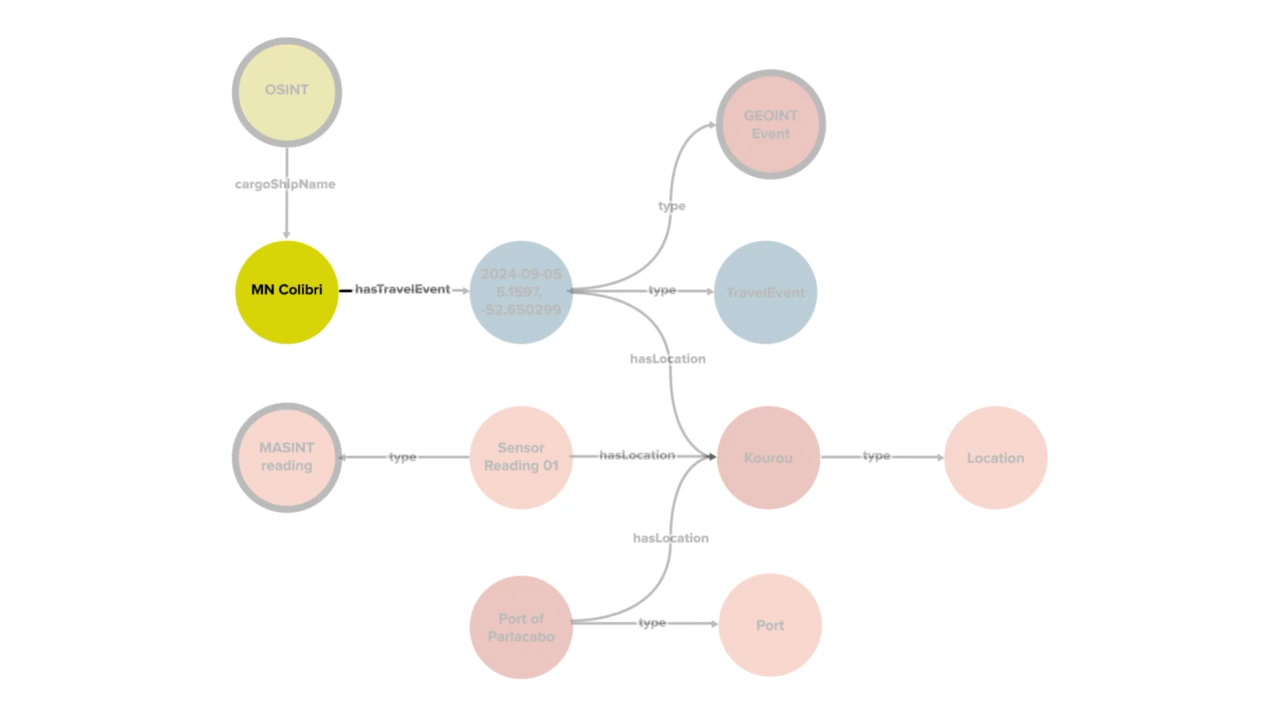 OSINT
GEOINT
Event
cargoShipName
type
MN Colibri
hasTravelEvent
2024-09-05
5.1597,
-52.650299
type
TravelEvent
hasLocation
MASINT
reading
type
Sensor
Reading 01
hasLocation
Kourou
type
Location
hasLocation
Port of
Pariacabo
type
Port